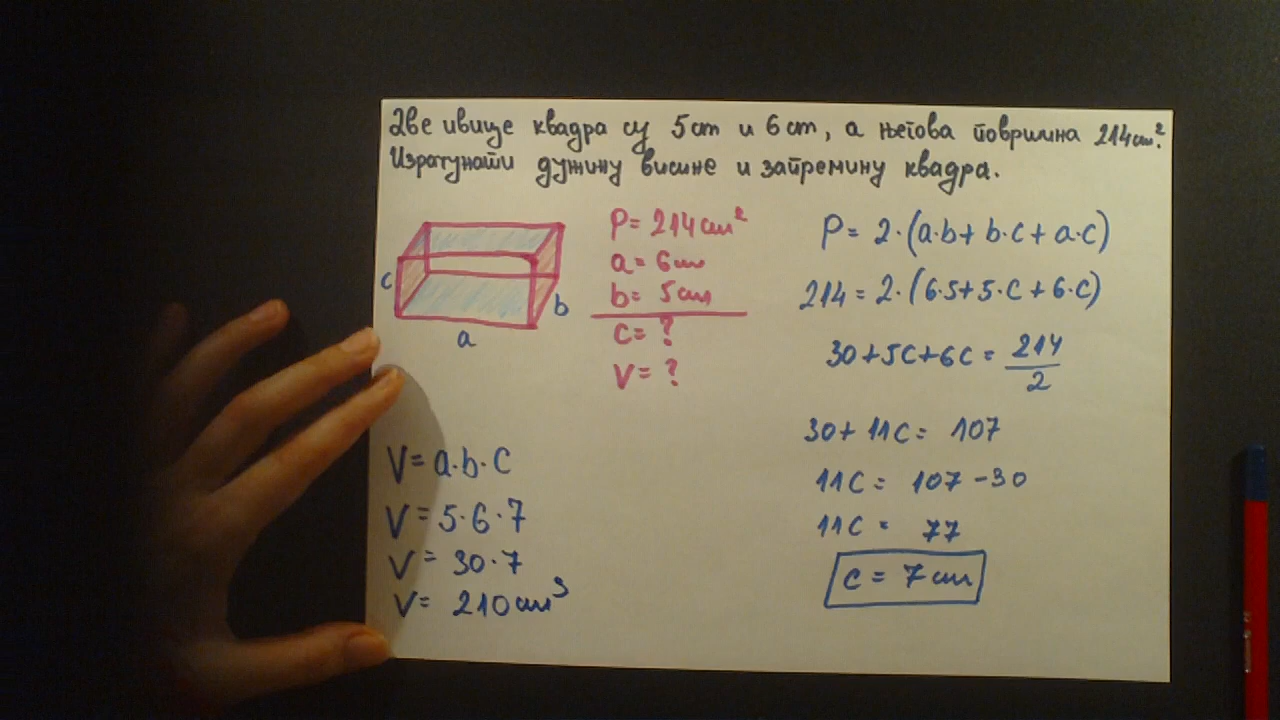 Две ивице квадра су 5cm и 6cm, а његова површина 214cm².
Израчунати дужину висине и запремину квадра.
c
b
a
P = 214cm²
a = 6cm
b = 5cm
c = ?
V = ?
V = a·b·c
V = 5·6·7
V = 30·7
V = 210cm³
P = 2·(a·b + b·c + a·c)
214 = 2·(6·5 + 5·c + 6·c)
30 + 5c + 6c = 214/2
30 + 11c = 107
11c = 107 - 30
11c = 77
c = 7cm